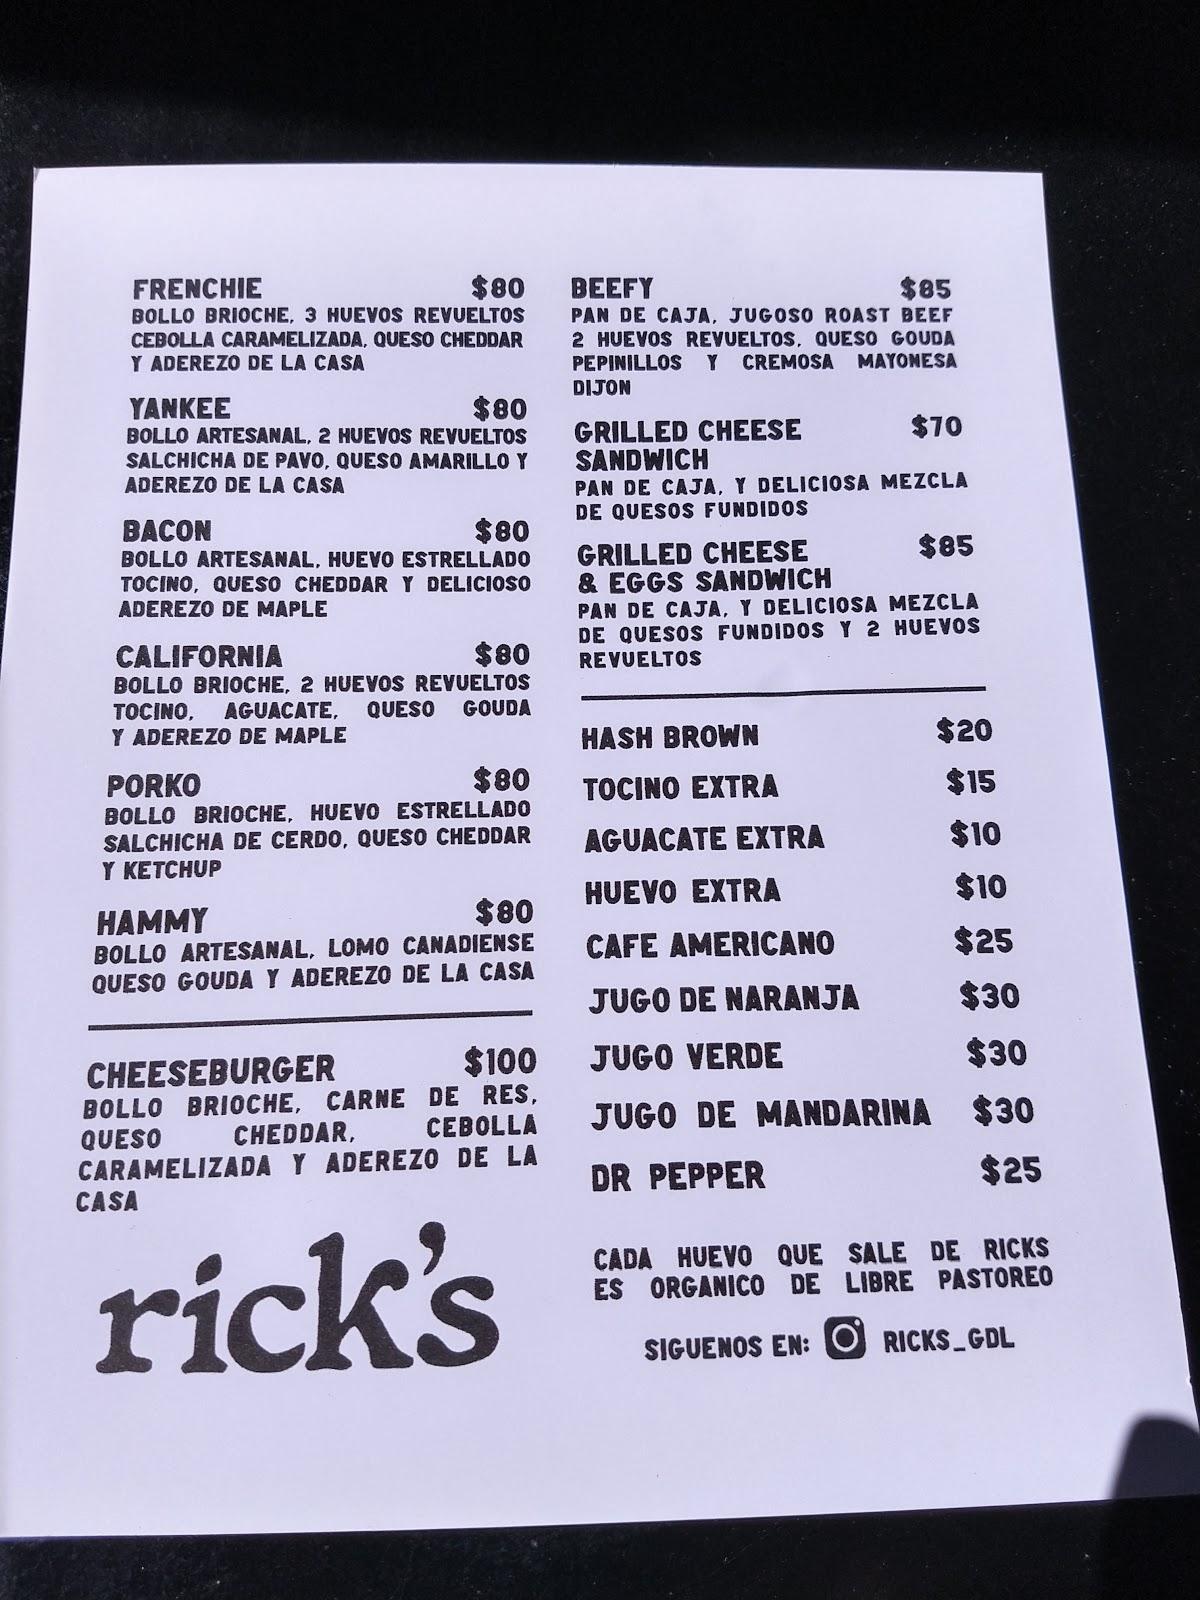 FRENCHIE $80
BOLLO BRIOCHE, 3 HUEVOS REVUELTOS
CEBOLLA CARAMELIZADA, QUESO CHEDDAR
Y ADEREZO DE LA CASA
YANKEE $80
BOLLO ARTESANAL, 2 HUEVOS REVUELTOS
SALCHICHA DE PAVO, QUESO AMARILLO Y
ADEREZO DE LA CASA
BACON $80
BOLLO ARTESANAL, HUEVO ESTRELLADO
TOCINO, QUESO CHEDDAR Y DELICIOSO
ADEREZO DE MAPLE
CALIFORNIA $80
BOLLO BRIOCHE, 2 HUEVOS REVUELTOS
TOCINO, AGUACATE, QUESO GOUDA
Y ADEREZO DE MAPLE
PORKO $80
BOLLO BRIOCHE, HUEVO ESTRELLADO
SALCHICHA DE CERDO, QUESO CHEDDAR
Y KETCHUP
HAMMY $80
BOLLO ARTESANAL, LOMO CANADIENSE
QUESO GOUDA Y ADEREZO DE LA CASA
CHEESEBURGER $100
BOLLO BRIOCHE, CARNE DE RES,
QUESO CHEDDAR, CEBOLLA
CARAMELIZADA Y ADEREZO DE LA
CASA
rick's
BEEFY $85
PAN DE CAJA, JUGOSO ROAST BEEF
2 HUEVOS REVUELTOS, QUESO GOUDA
PEPINILLOS Y CREMOSA MAYONESA
DIJON
GRILLED CHEESE $70
SANDWICH
PAN DE CAJA, Y DELICIOSA MEZCLA
DE QUESOS FUNDIDOS
GRILLED CHEESE $85
& EGGS SANDWICH
PAN DE CAJA, Y DELICIOSA MEZCLA
DE QUESOS FUNDIDOS Y 2 HUEVOS
REVUELTOS
HASH BROWN $20
TOCINO EXTRA $15
AGUACATE EXTRA $10
HUEVO EXTRA $10
CAFE AMERICANO $25
JUGO DE NARANJA $30
JUGO VERDE $30
JUGO DE MANDARINA $30
DR PEPPER $25
CADA HUEVO QUE SALE DE RICKS
ES ORGANICO DE LIBRE PASTOREO
SIGUENOS EN: RICKS_GDL